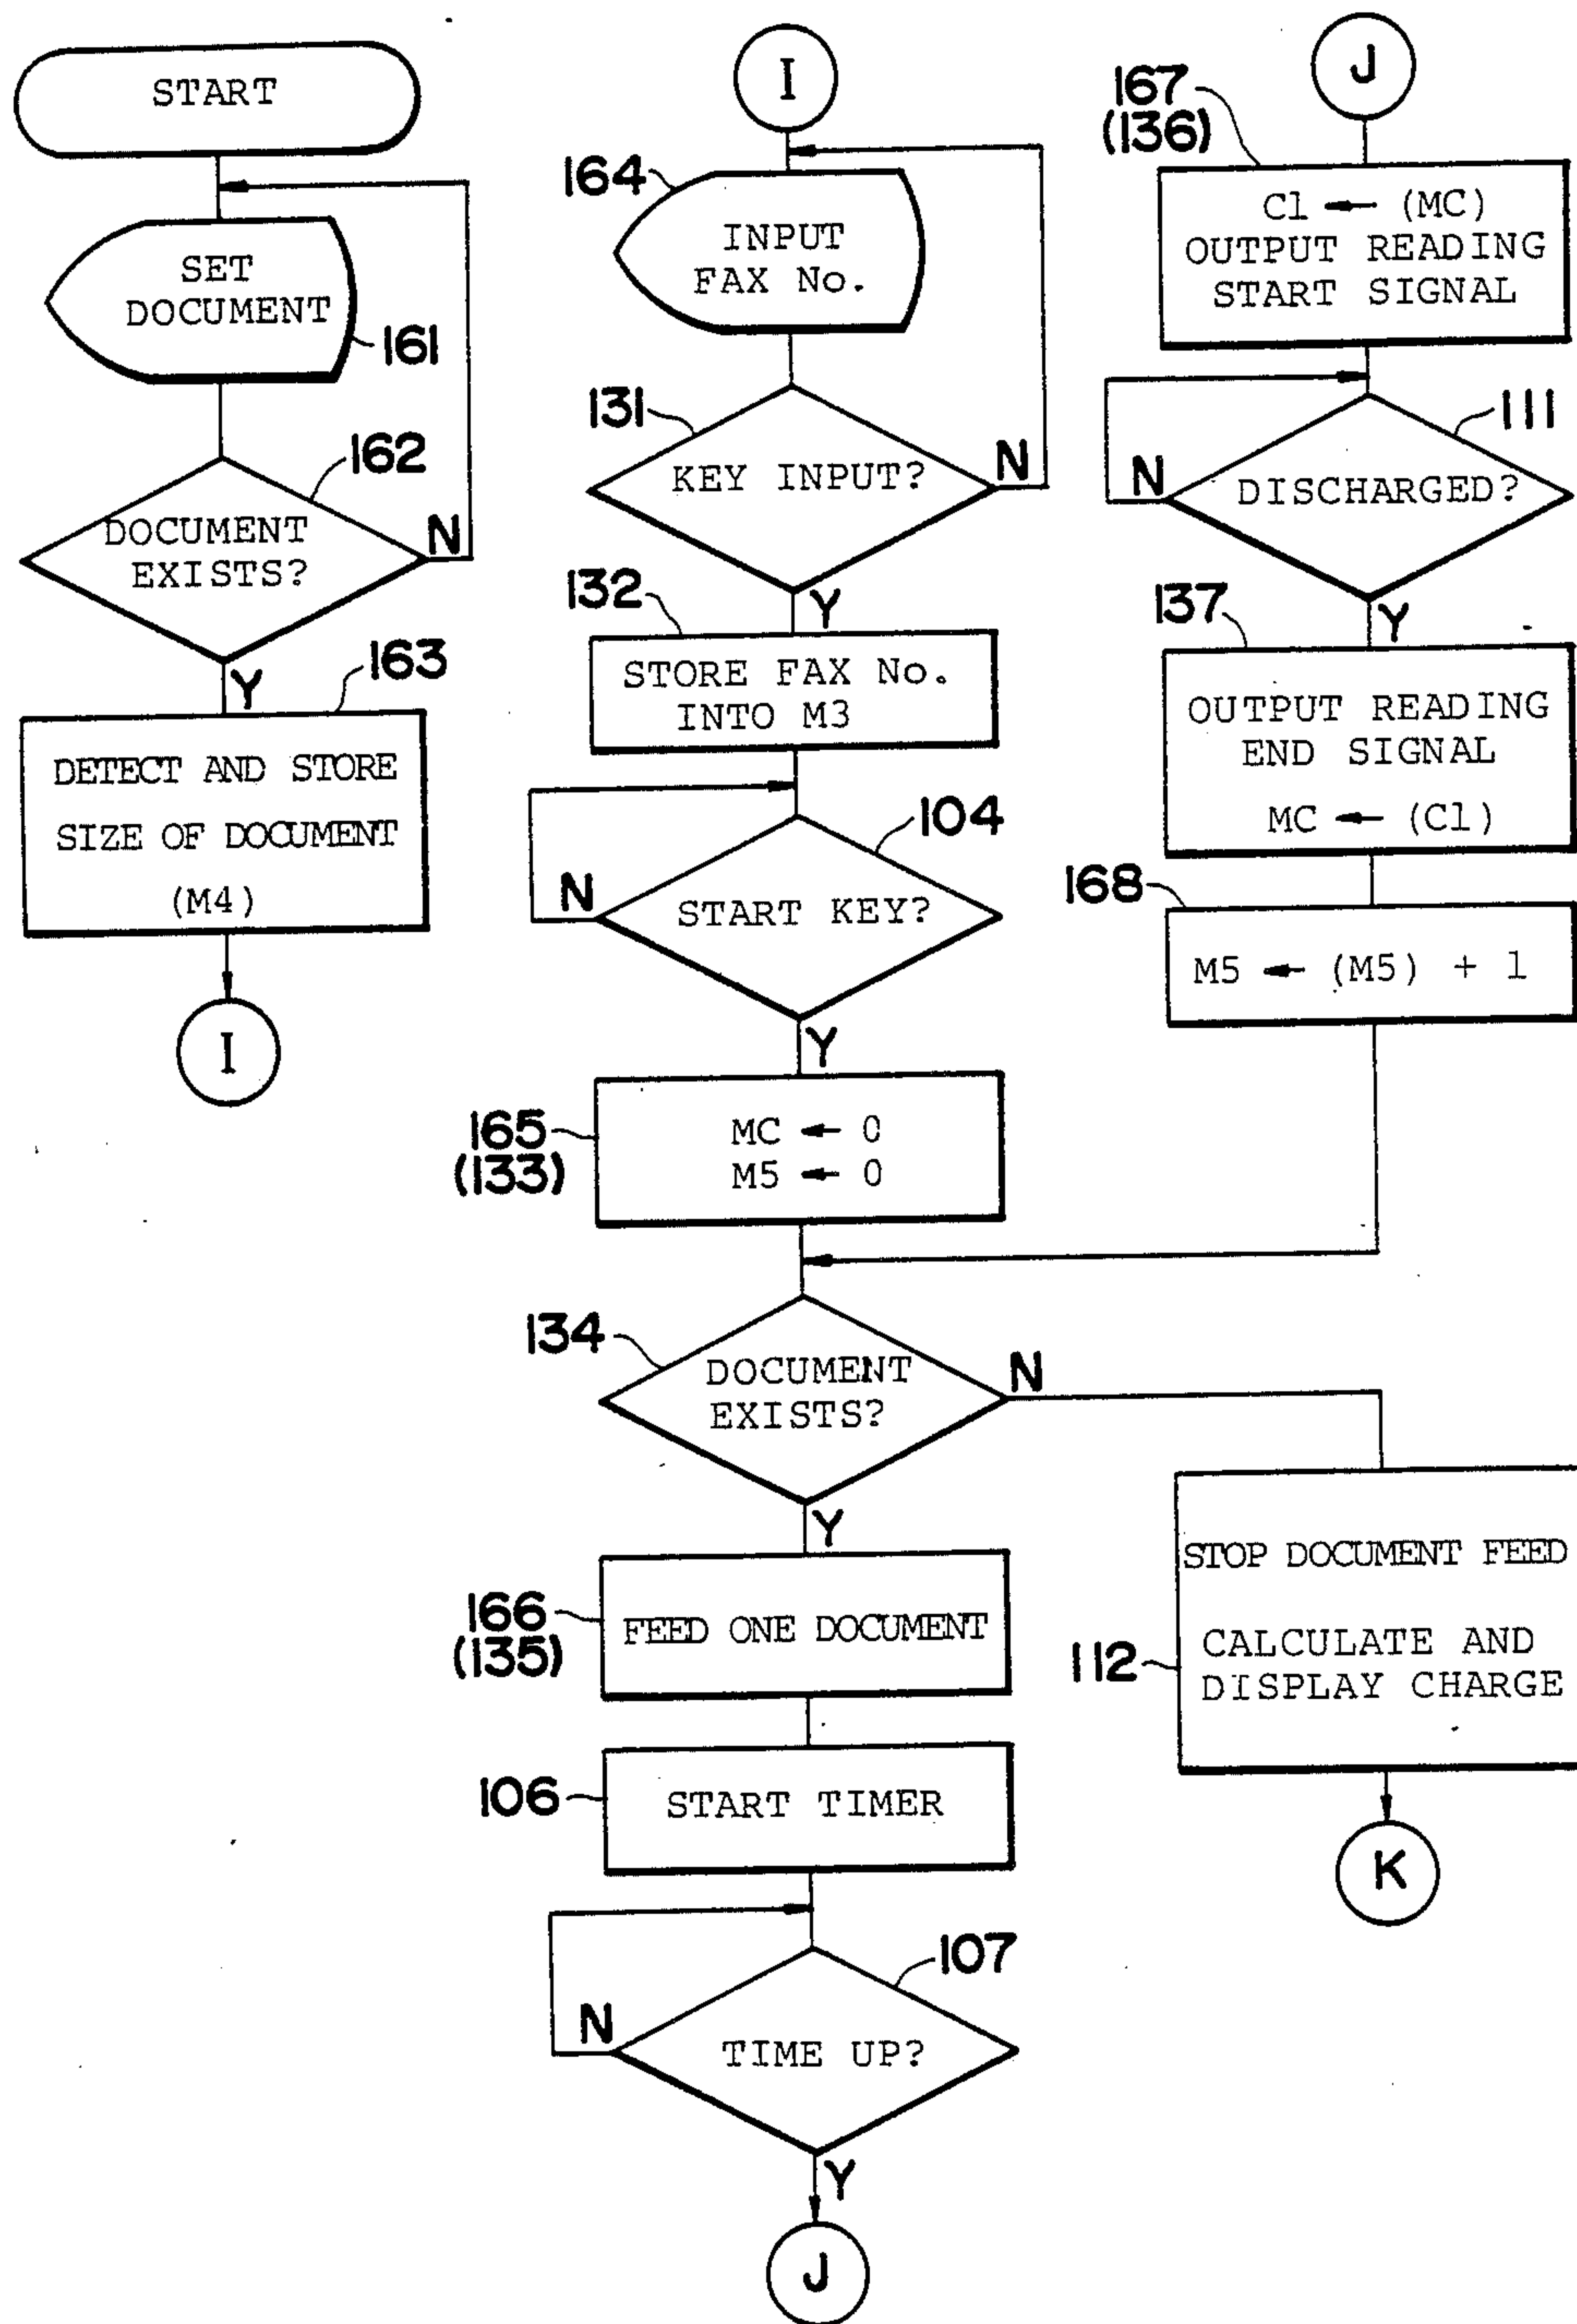 START
SET
DOCUMENT
161
162
DOCUMENT
EXISTS?
N
Y
163
DETECT AND STORE
SIZE OF DOCUMENT
(M4)
I
I
164
INPUT
FAX No.
131
KEY INPUT?
N
Y
132
STORE FAX No.
INTO M3
104
START KEY?
N
Y
165
(133)
MC ← 0
M5 ← 0
134
DOCUMENT
EXISTS?
N
Y
166
(135)
FEED ONE DOCUMENT
106
START TIMER
107
N
TIME UP?
Y
J
J
167
(136)
Cl ← (MC)
OUTPUT READING
START SIGNAL
111
N
DISCHARGED?
Y
137
OUTPUT READING
END SIGNAL
MC ← (Cl)
168
M5 ← (M5) + 1
STOP DOCUMENT FEED
CALCULATE AND
DISPLAY CHARGE
112
K